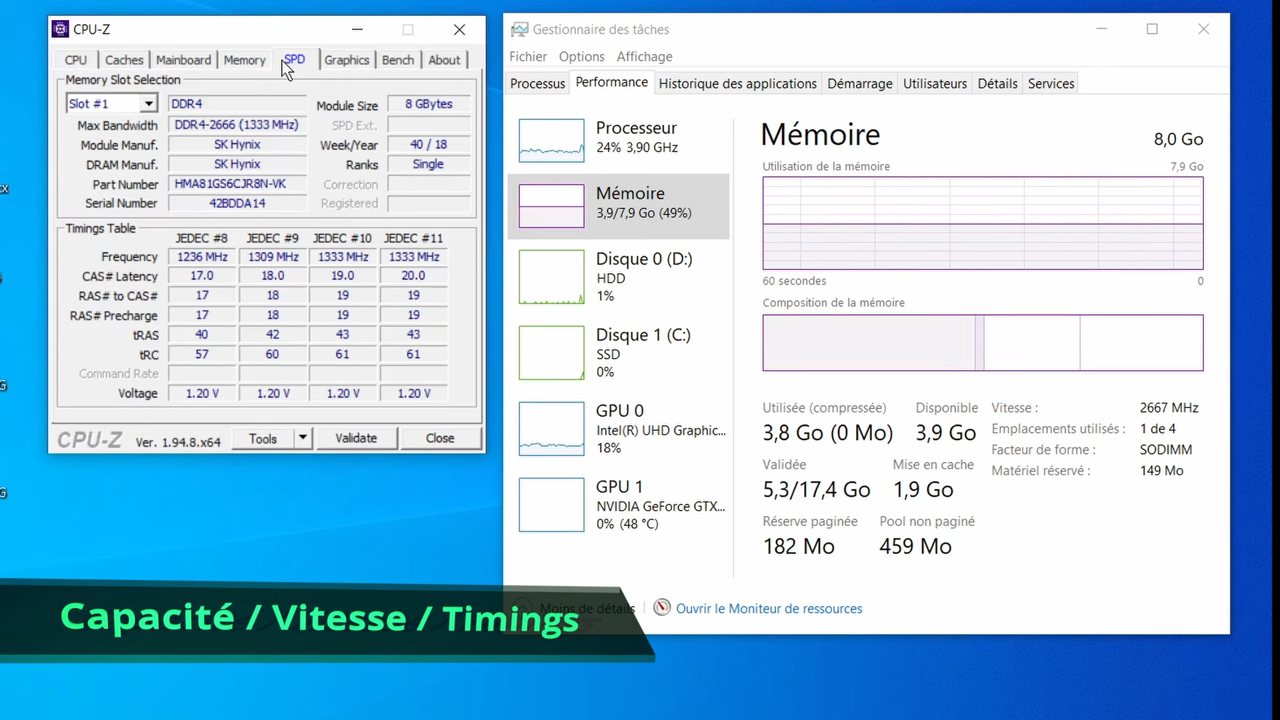 CPU-Z
CPU Caches Mainboard Memory SPD Graphics Bench About
Memory Slot Selection
Slot #1 DDR4 Module Size 8 GBytes
Max Bandwidth DDR4-2666 (1333 MHz) SPD Ext.
Module Manuf. SK Hynix Week/Year 40 / 18
DRAM Manuf. SK Hynix Ranks Single
Part Number HMA81GS6CJR8N-VK Correction
Serial Number 42BDDA14 Registered
Timings Table
JEDEC #8 JEDEC #9 JEDEC #10 JEDEC #11
Frequency 1236 MHz 1309 MHz 1333 MHz 1333 MHz
CAS# Latency 17.0 18.0 19.0 20.0
RAS# to CAS# 17 18 19 19
RAS# Precharge 17 18 19 19
tRAS 40 42 43 43
tRC 57 60 61 61
Command Rate
Voltage 1.20 V 1.20 V 1.20 V 1.20 V
CPU-Z Ver. 1.94.8.x64 Tools Validate Close
Gestionnaire des tâches
Fichier Options Affichage
Processus Performance Historique des applications Démarrage Utilisateurs Détails Services
Processeur
24% 3,90 GHz
Mémoire
3,9/7,9 Go (49%)
Disque 0 (D:)
HDD
1%
Disque 1 (C:)
SSD
0%
GPU 0
Intel(R) UHD Graphic...
18%
GPU 1
NVIDIA GeForce GTX...
0% (48 °C)
Mémoire 8,0 Go
Utilisation de la mémoire 7,9 Go
60 secondes 0
Composition de la mémoire
Utilisée (compressée) Disponible
3,8 Go (0 Mo) 3,9 Go
Validée Mise en cache
5,3/17,4 Go 1,9 Go
Réserve paginée Pool non paginé
182 Mo 459 Mo
Vitesse : 2667 MHz
Emplacements utilisés : 1 de 4
Facteur de forme : SODIMM
Matériel réservé : 149 Mo
Moins de détails Ouvrir le Moniteur de ressources
Capacité / Vitesse / Timings